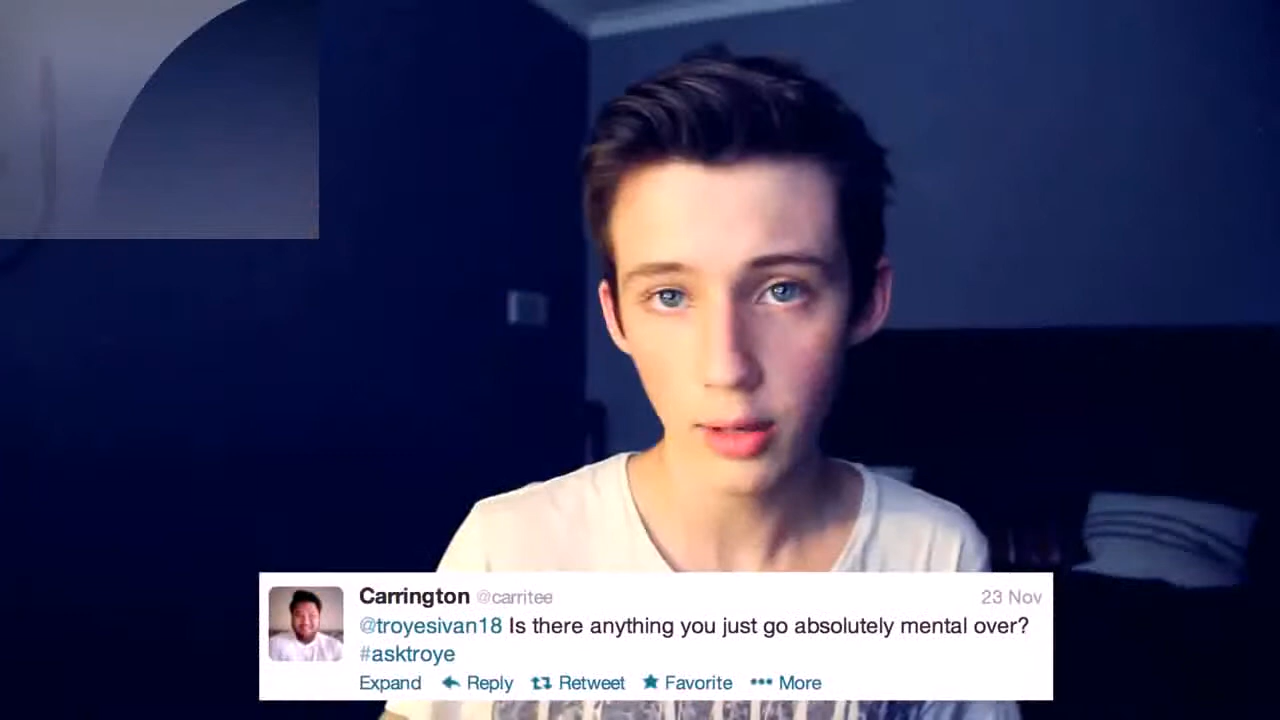 Carrington @carritee 23 Nov
@troyesivan18 Is there anything you just go absolutely mental over?
#asktroye
Expand Reply Retweet Favorite More